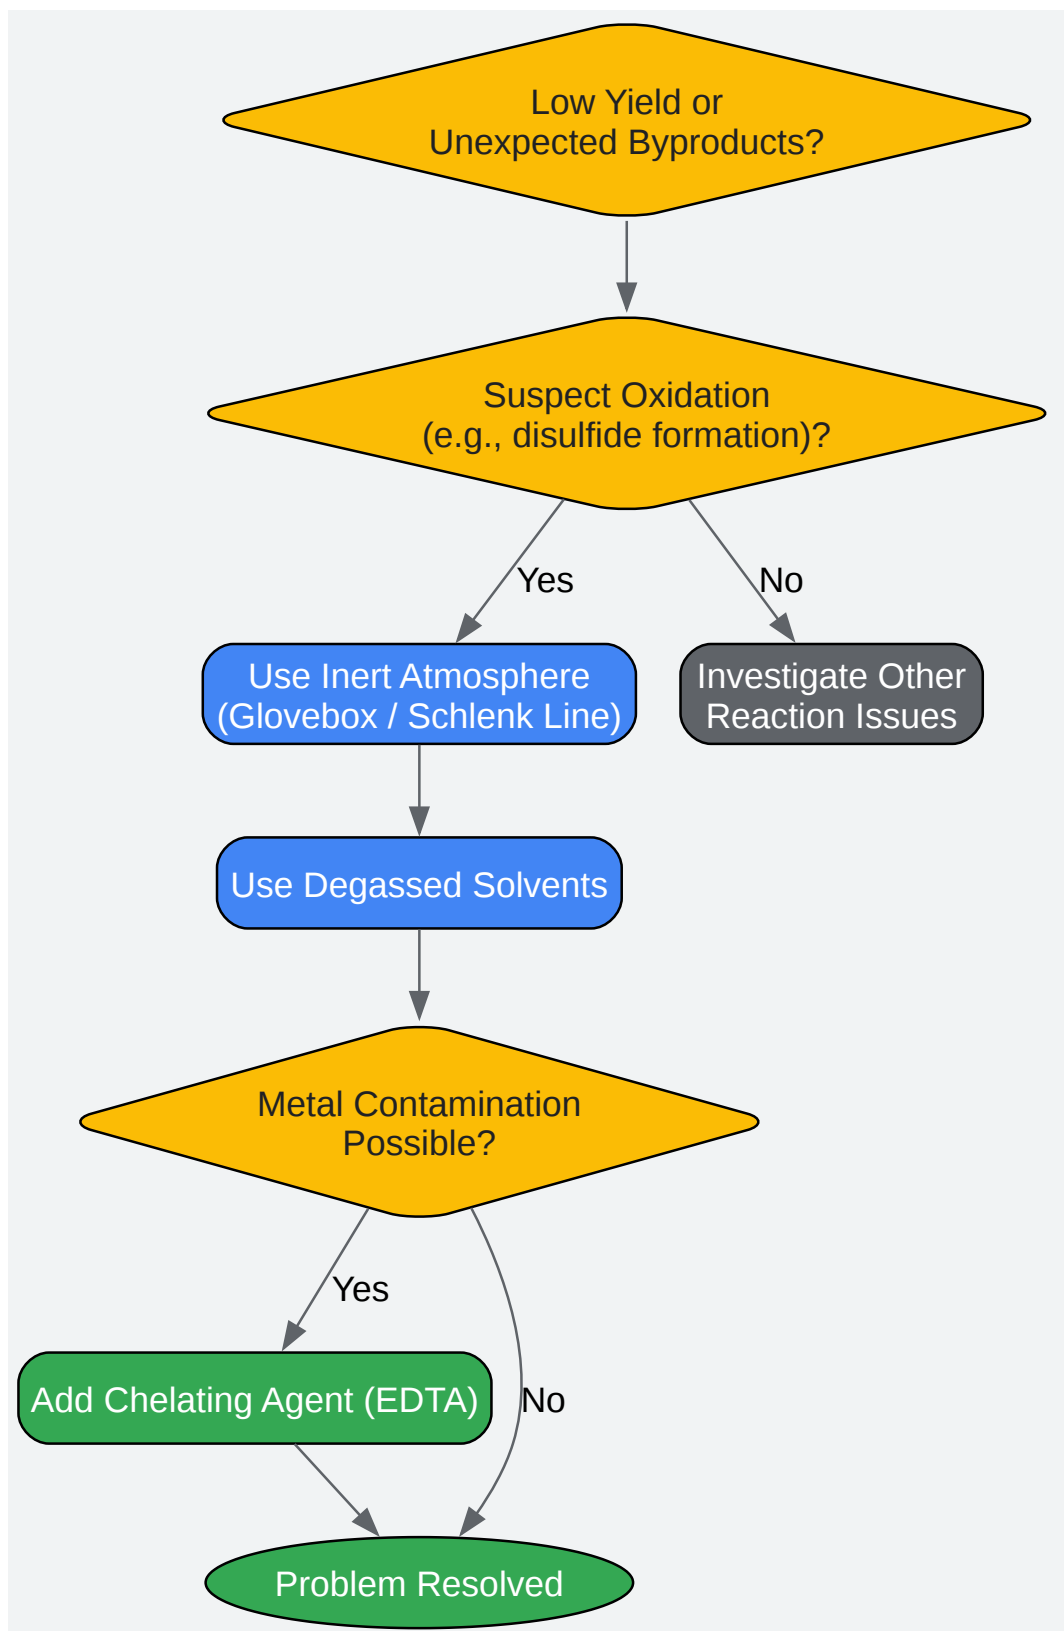 Low Yield or
Unexpected Byproducts?
Suspect Oxidation
(e.g., disulfide formation)?
Yes
No
Use Inert Atmosphere
(Glovebox / Schlenk Line)
Investigate Other
Reaction Issues
Use Degassed Solvents
Metal Contamination
Possible?
Yes
Add Chelating Agent (EDTA)
No
Problem Resolved